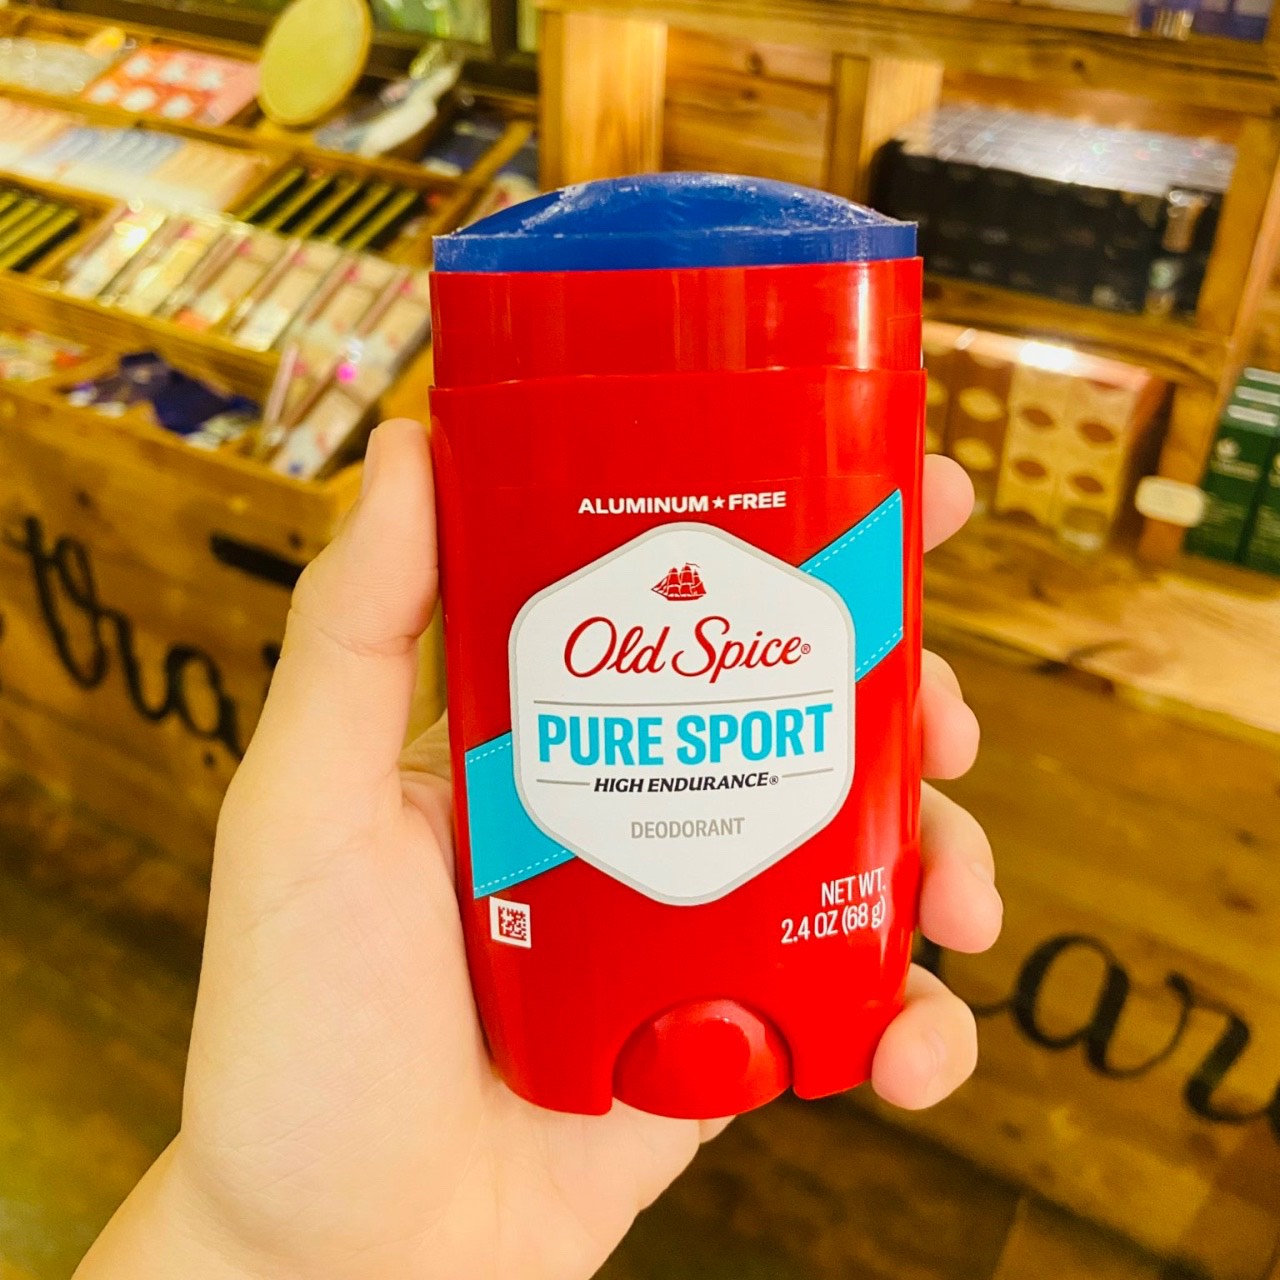 ALUMINUM★FREE
Old Spice®
PURE SPORT
HIGH ENDURANCE®
DEODORANT
NET WT.
2.4 OZ (68 g)